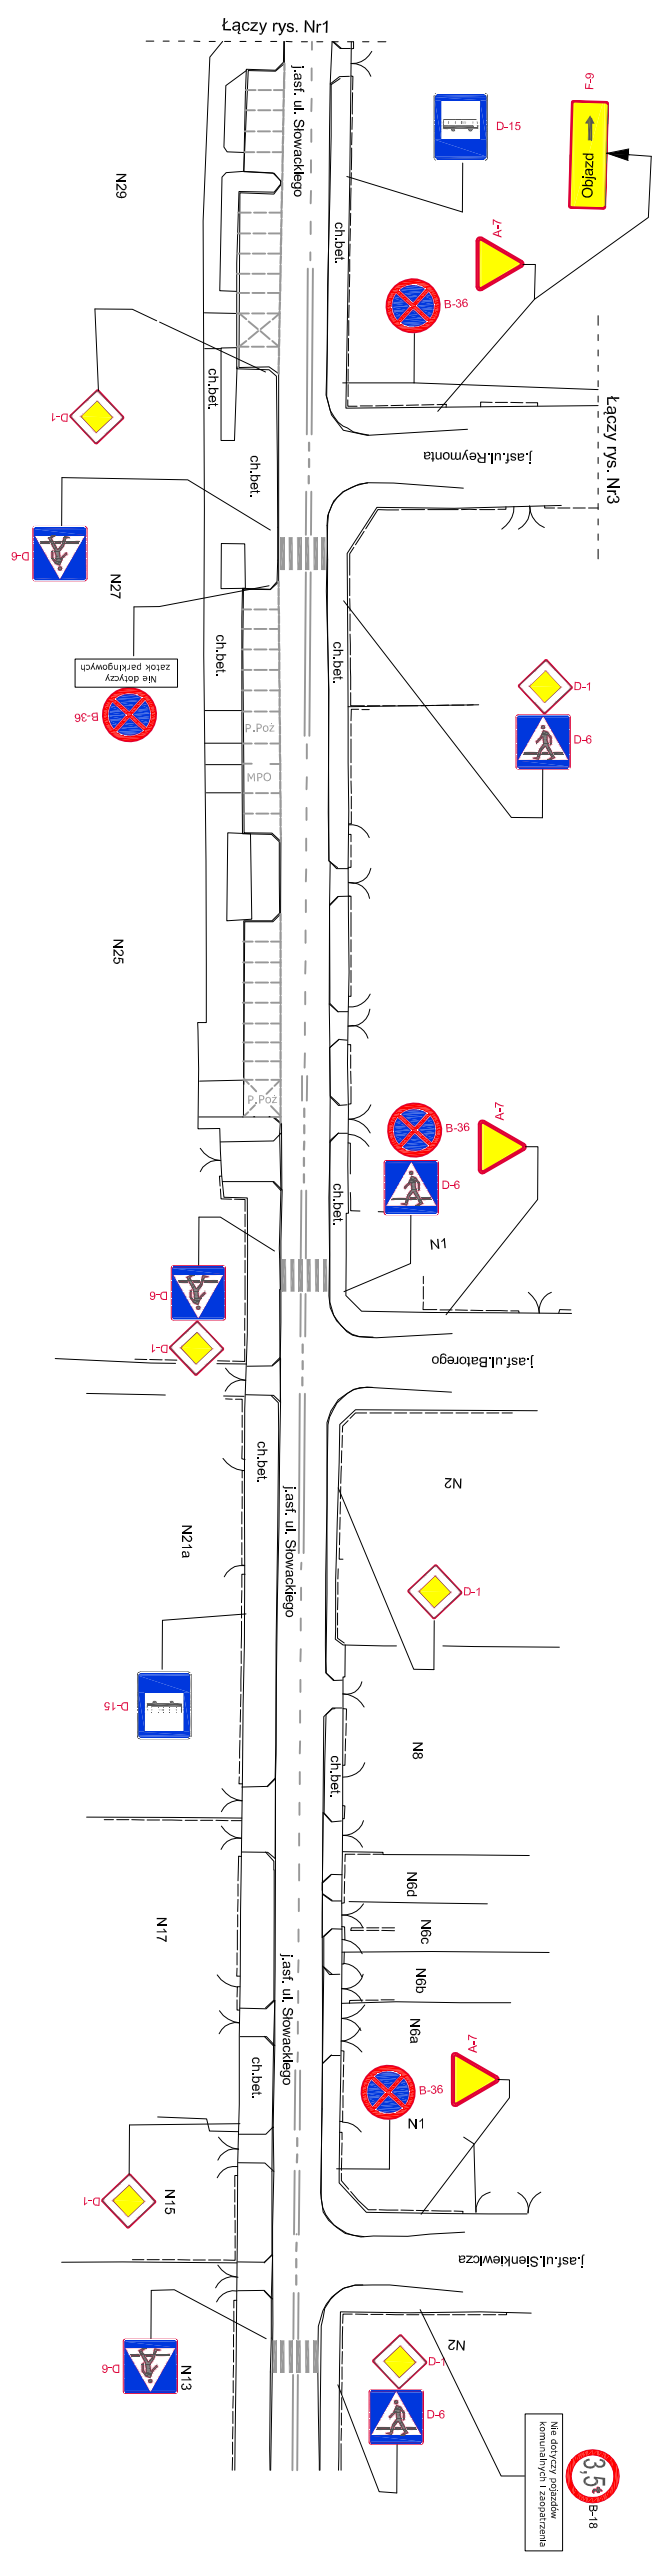 Łączy rys. Nr1
j.asf. ul. Słowackiego
F-9
Objazd
D-15
N29
A-7
ch.bet.
B-36
ch.bet.
D-1
Łączy rys. Nr3
j.asf.ul.Reymonta
ch.bet.
D-6
N27
ch.bet.
ch.bet.
Nie dotyczy
zatok parkingowych
B-36
D-1
D-6
P.Poż
MPO
N25
P.Poż
B-36
A-7
D-6
ch.bet.
N1
D-6
D-1
j.asf.ul.Batorego
ch.bet.
N2
j.asf. ul. Słowackiego
N21a
D-1
D-15
N8
ch.bet.
N6d
N17
N6c
j.asf. ul. Słowackiego
N6b
N6a
A-7
ch.bet.
B-36
N1
D-1
N15
j.asf.ul.Sienkiewicza
N2
D-1
D-6
N13
D-6
Nie dotyczy pojazdów
komunalnych i zaopatrzenia
3,5t
B-18